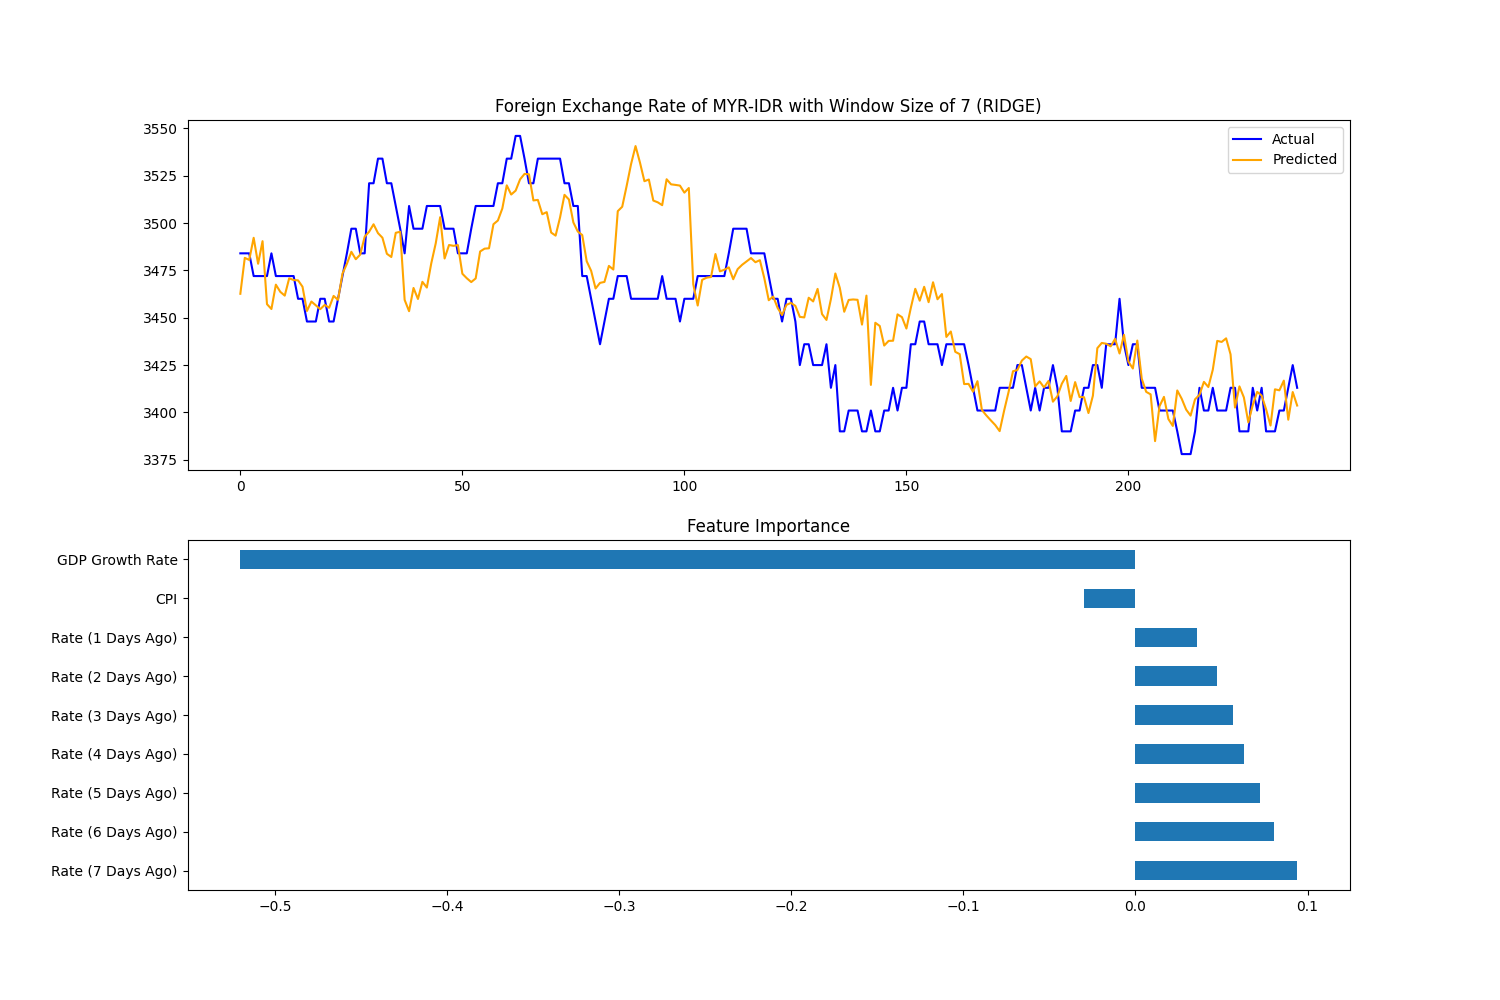 Foreign Exchange Rate of MYR-IDR with Window Size of 7 (RIDGE)
3550
3525
3500
3475
3450
3425
3400
3375
Actual
Predicted
0 50 100 150 200
Feature Importance
GDP Growth Rate
CPI
Rate (1 Days Ago)
Rate (2 Days Ago)
Rate (3 Days Ago)
Rate (4 Days Ago)
Rate (5 Days Ago)
Rate (6 Days Ago)
Rate (7 Days Ago)
−0.5 −0.4 −0.3 −0.2 −0.1 0.0 0.1